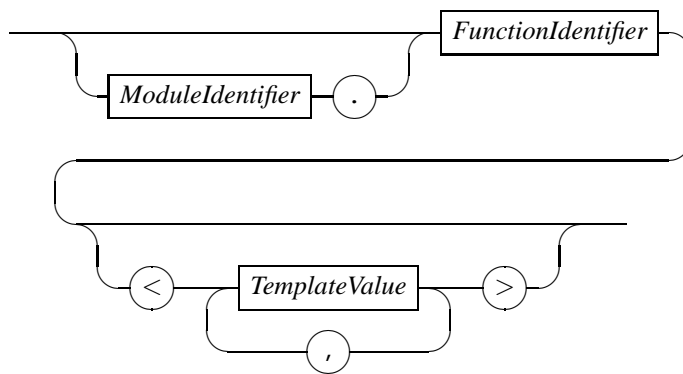 FunctionIdentifier
ModuleIdentifier .
< TemplateValue >
,